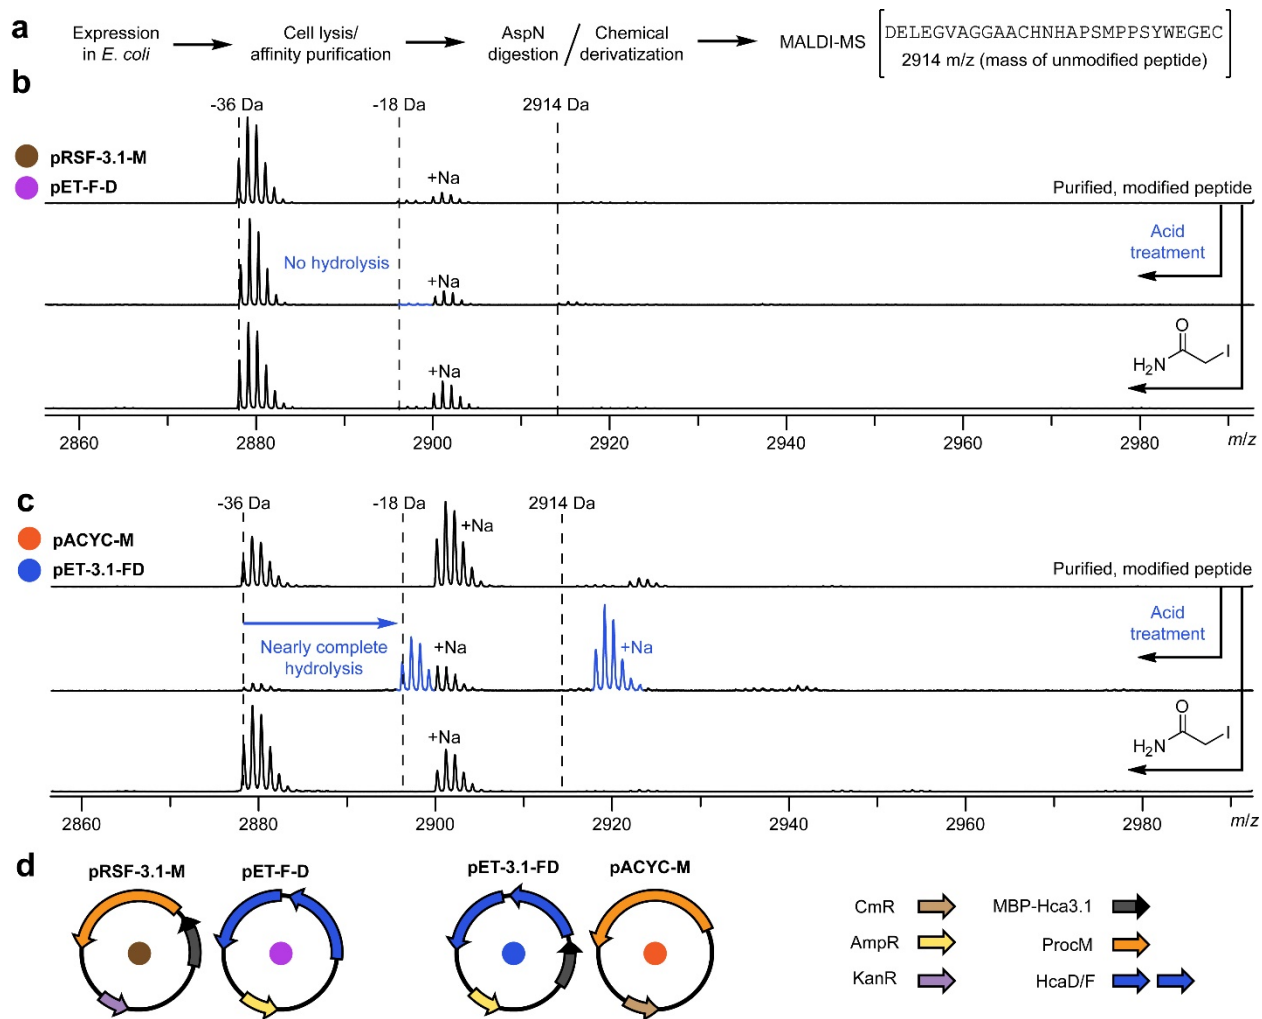 a
Expression
in E. coli
Cell lysis/
affinity purification
AspN
digestion
/
Chemical
derivatization
MALDI-MS
DELEGVAGGAACHNHAPSMPPSYWEGEC
2914 m/z (mass of unmodified peptide)
b
-36 Da
-18 Da
2914 Da
pRSF-3.1-M
pET-F-D
+Na
Purified, modified peptide
No hydrolysis
+Na
Acid
treatment
+Na
O
H2N
I
2860
2880
2900
2920
2940
2960
2980
m/z
c
-36 Da
-18 Da
2914 Da
pACYC-M
pET-3.1-FD
+Na
Purified, modified peptide
Nearly complete
hydrolysis
+Na
+Na
Acid
treatment
+Na
O
H2N
I
2860
2880
2900
2920
2940
2960
2980
m/z
d
pRSF-3.1-M
pET-F-D
pET-3.1-FD
pACYC-M
CmR
AmpR
KanR
MBP-Hca3.1
ProcM
HcaD/F